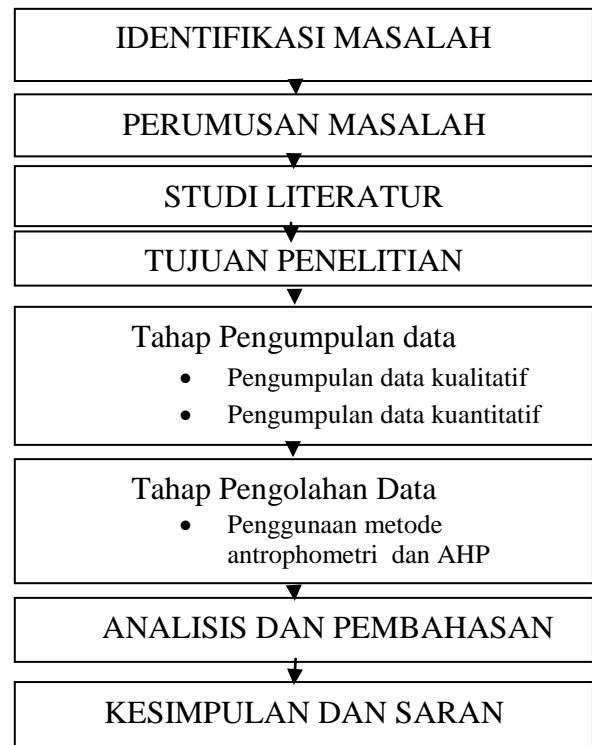 IDENTIFIKASI MASALAH
PERUMUSAN MASALAH
STUDI LITERATUR
TUJUAN PENELITIAN
Tahap Pengumpulan data
• Pengumpulan data kualitatif
• Pengumpulan data kuantitatif
Tahap Pengolahan Data
• Penggunaan metode
antrophometri dan AHP
ANALISIS DAN PEMBAHASAN
KESIMPULAN DAN SARAN